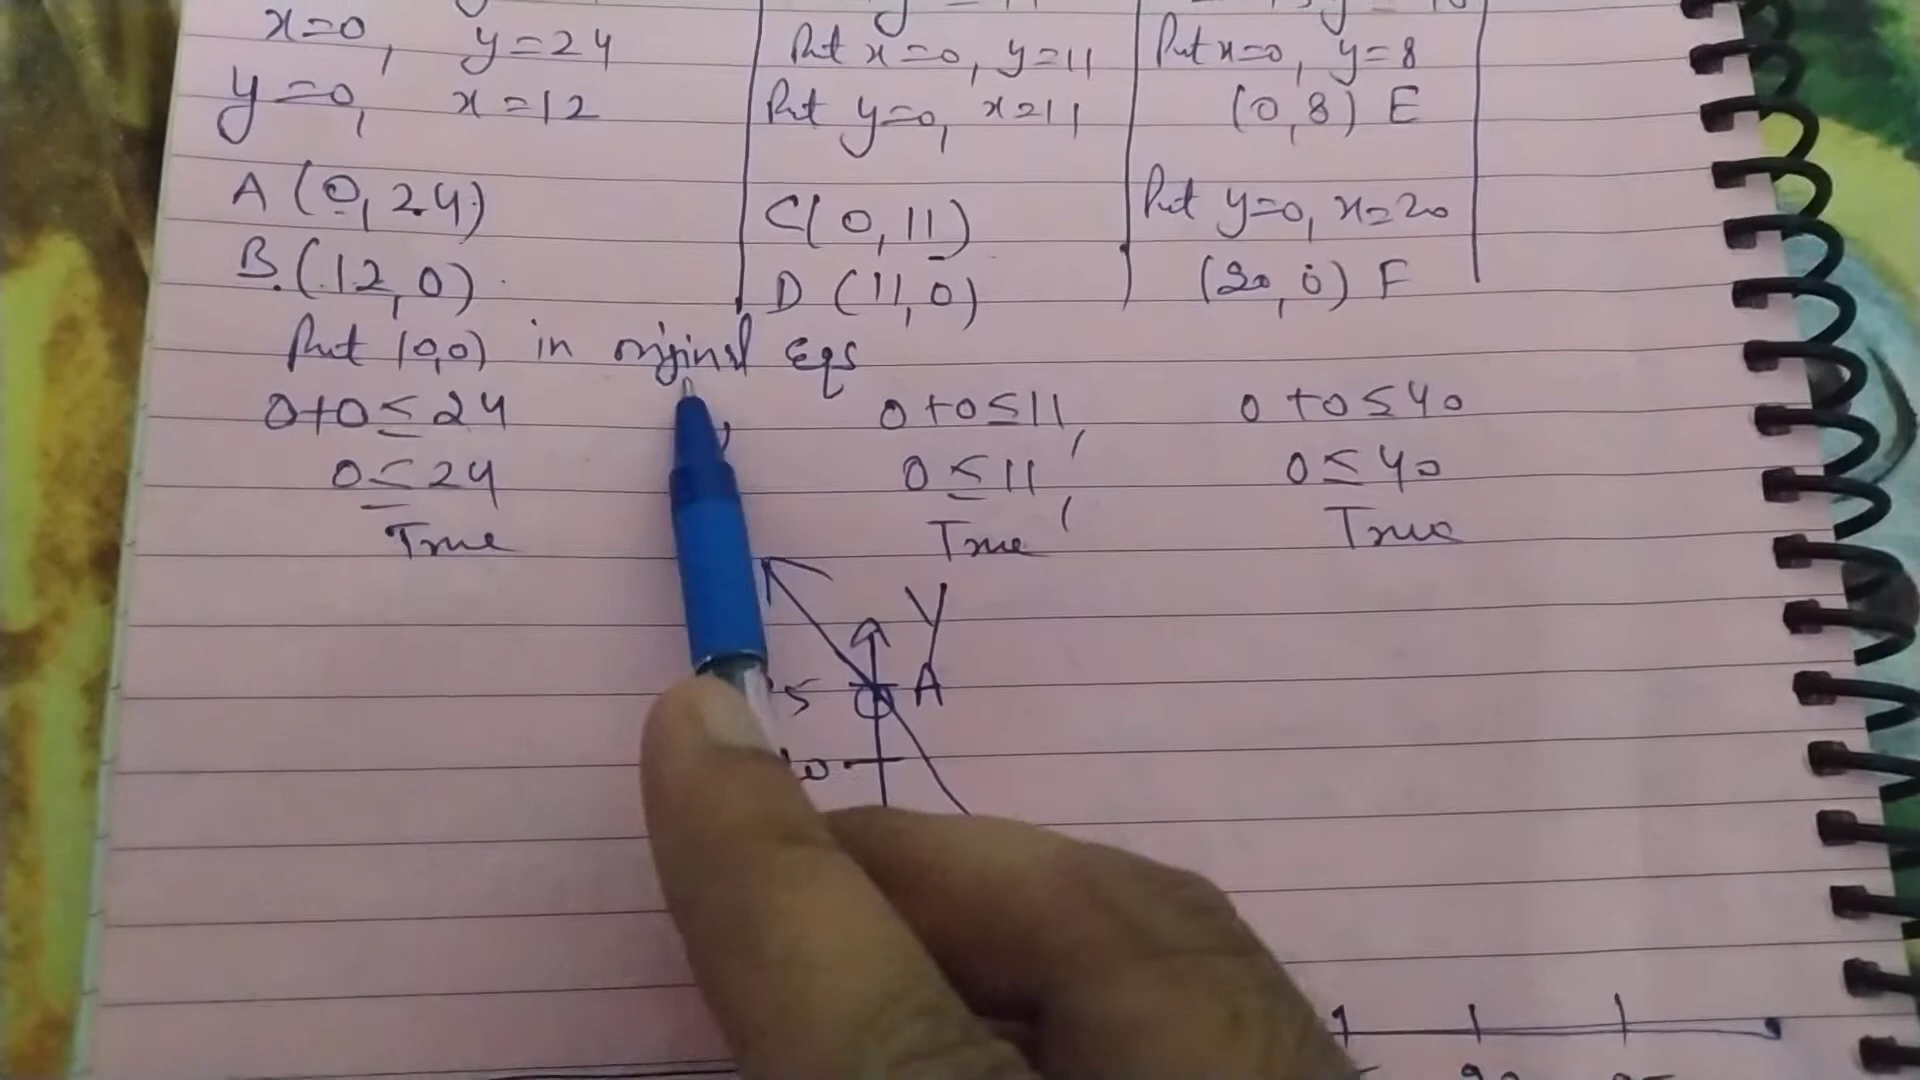 x=0, y=24
y=0, x=12
A (0,24)
B.(12,0)
Put x=0, y=11
Put y=0, x=11
C(0,11)
D (11,0)
Put x=0, y=8
(0,8) E
Put y=0, x=20
(20,0) F
Put (0,0) in original Eqs
0+0≤24, 0+0≤11, 0+0≤40
0≤24 0≤11, 0≤40
True True True
Y
5 A